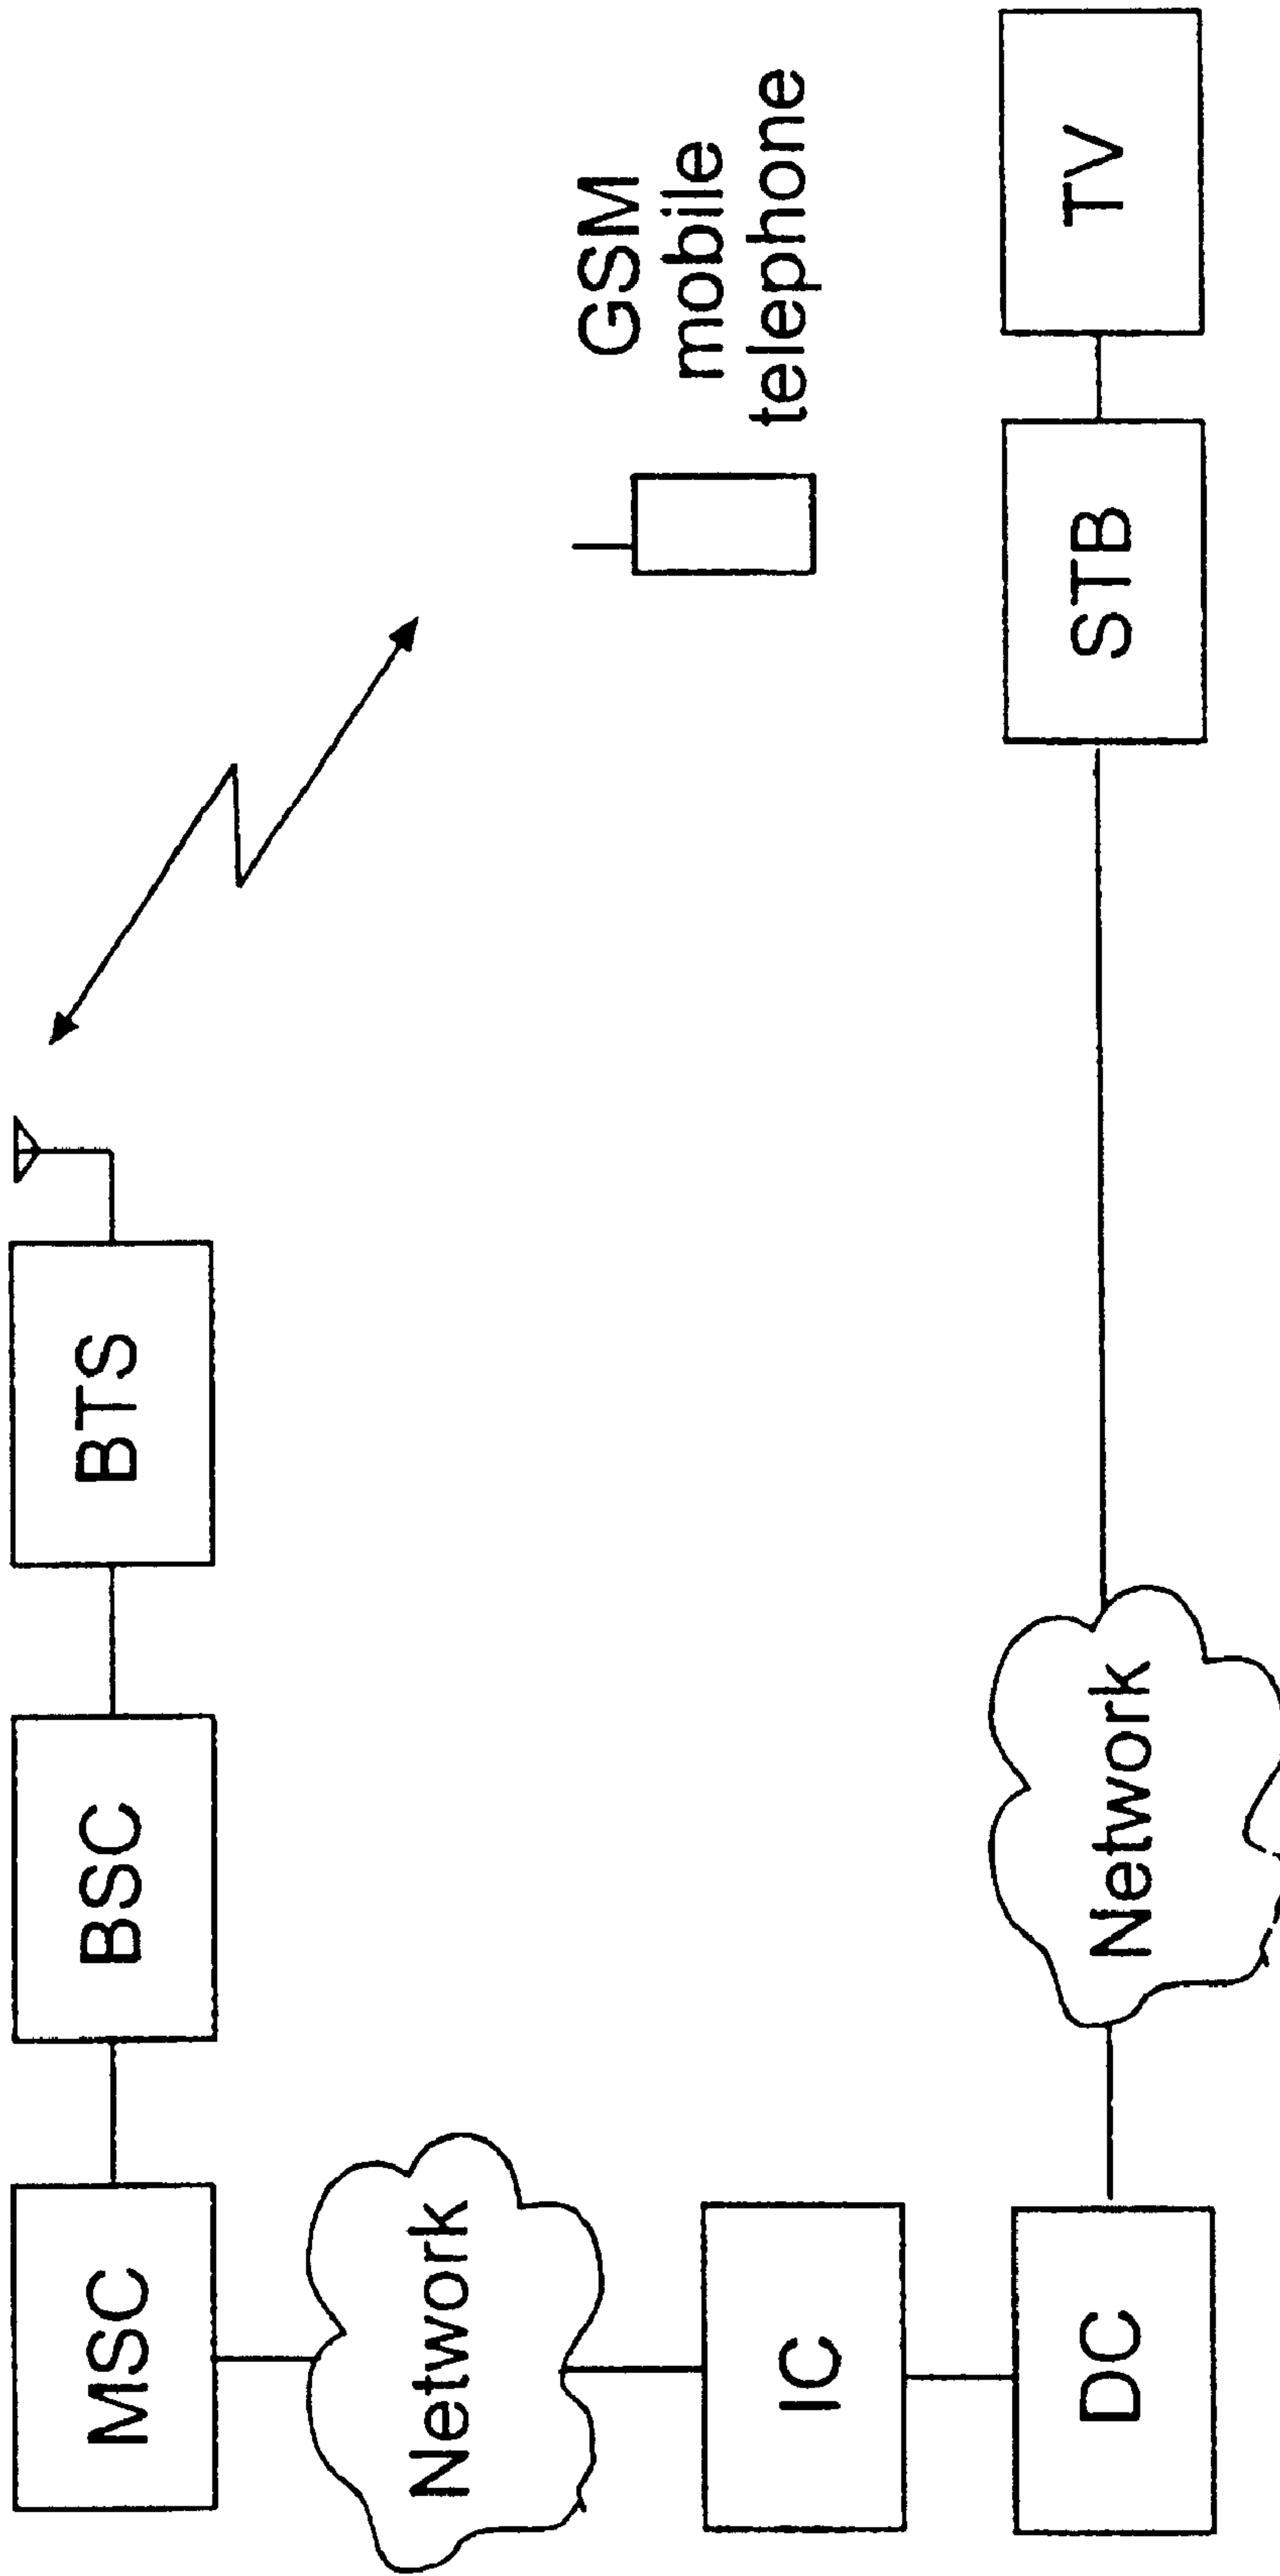 MSC
BSC
BTS
Network
GSM
mobile
telephone
IC
DC
Network
STB
TV